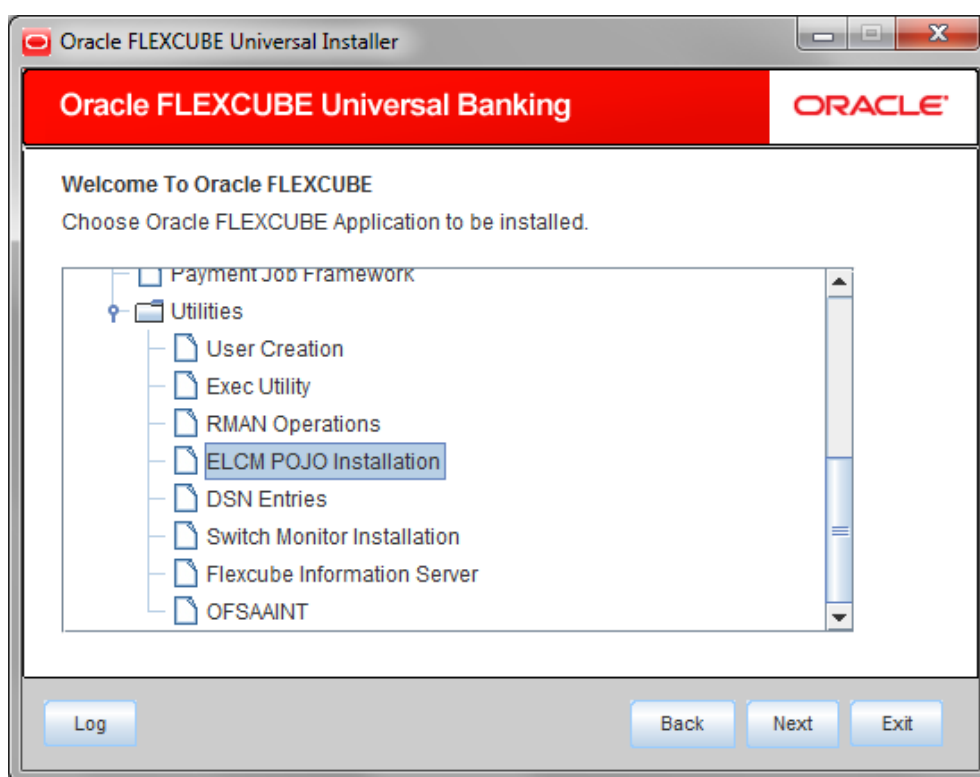 Oracle FLEXCUBE Universal Installer
Oracle FLEXCUBE Universal Banking
ORACLE
Welcome To Oracle FLEXCUBE
Choose Oracle FLEXCUBE Application to be installed.
Payment Job Framework
Utilities
User Creation
Exec Utility
RMAN Operations
ELCM POJO Installation
DSN Entries
Switch Monitor Installation
Flexcube Information Server
OFSAAINT
Log Back Next Exit